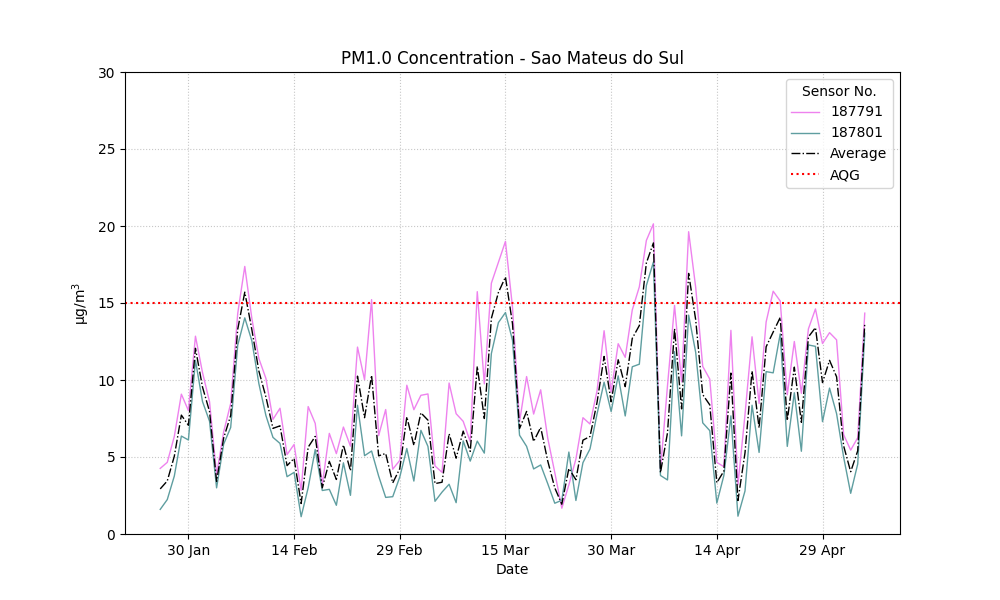 PM1.0 Concentration - Sao Mateus do Sul
30
25
20
15
10
5
0
µg/m³
Sensor No.
187791
187801
Average
AQG
30 Jan
14 Feb
29 Feb
15 Mar
30 Mar
14 Apr
29 Apr
Date